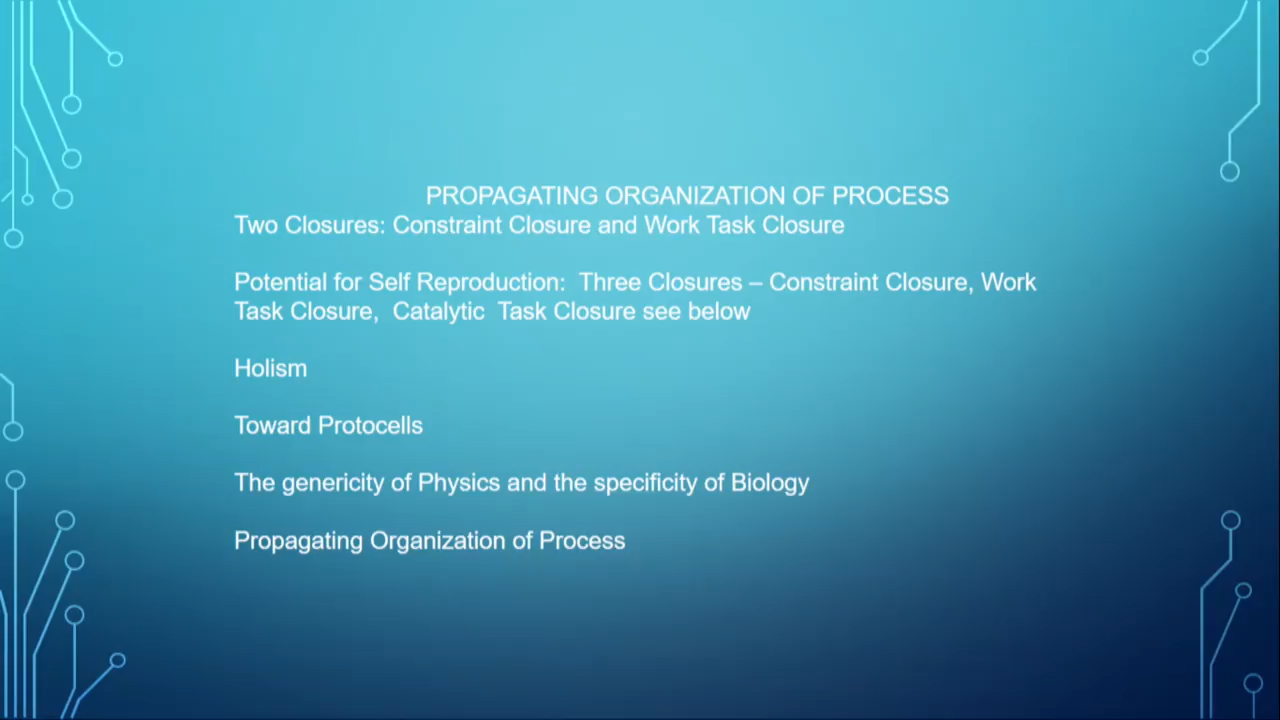 PROPAGATING ORGANIZATION OF PROCESS
Two Closures: Constraint Closure and Work Task Closure
Potential for Self Reproduction:  Three Closures – Constraint Closure, Work
Task Closure,  Catalytic  Task Closure see below
Holism
Toward Protocells
The genericity of Physics and the specificity of Biology
Propagating Organization of Process